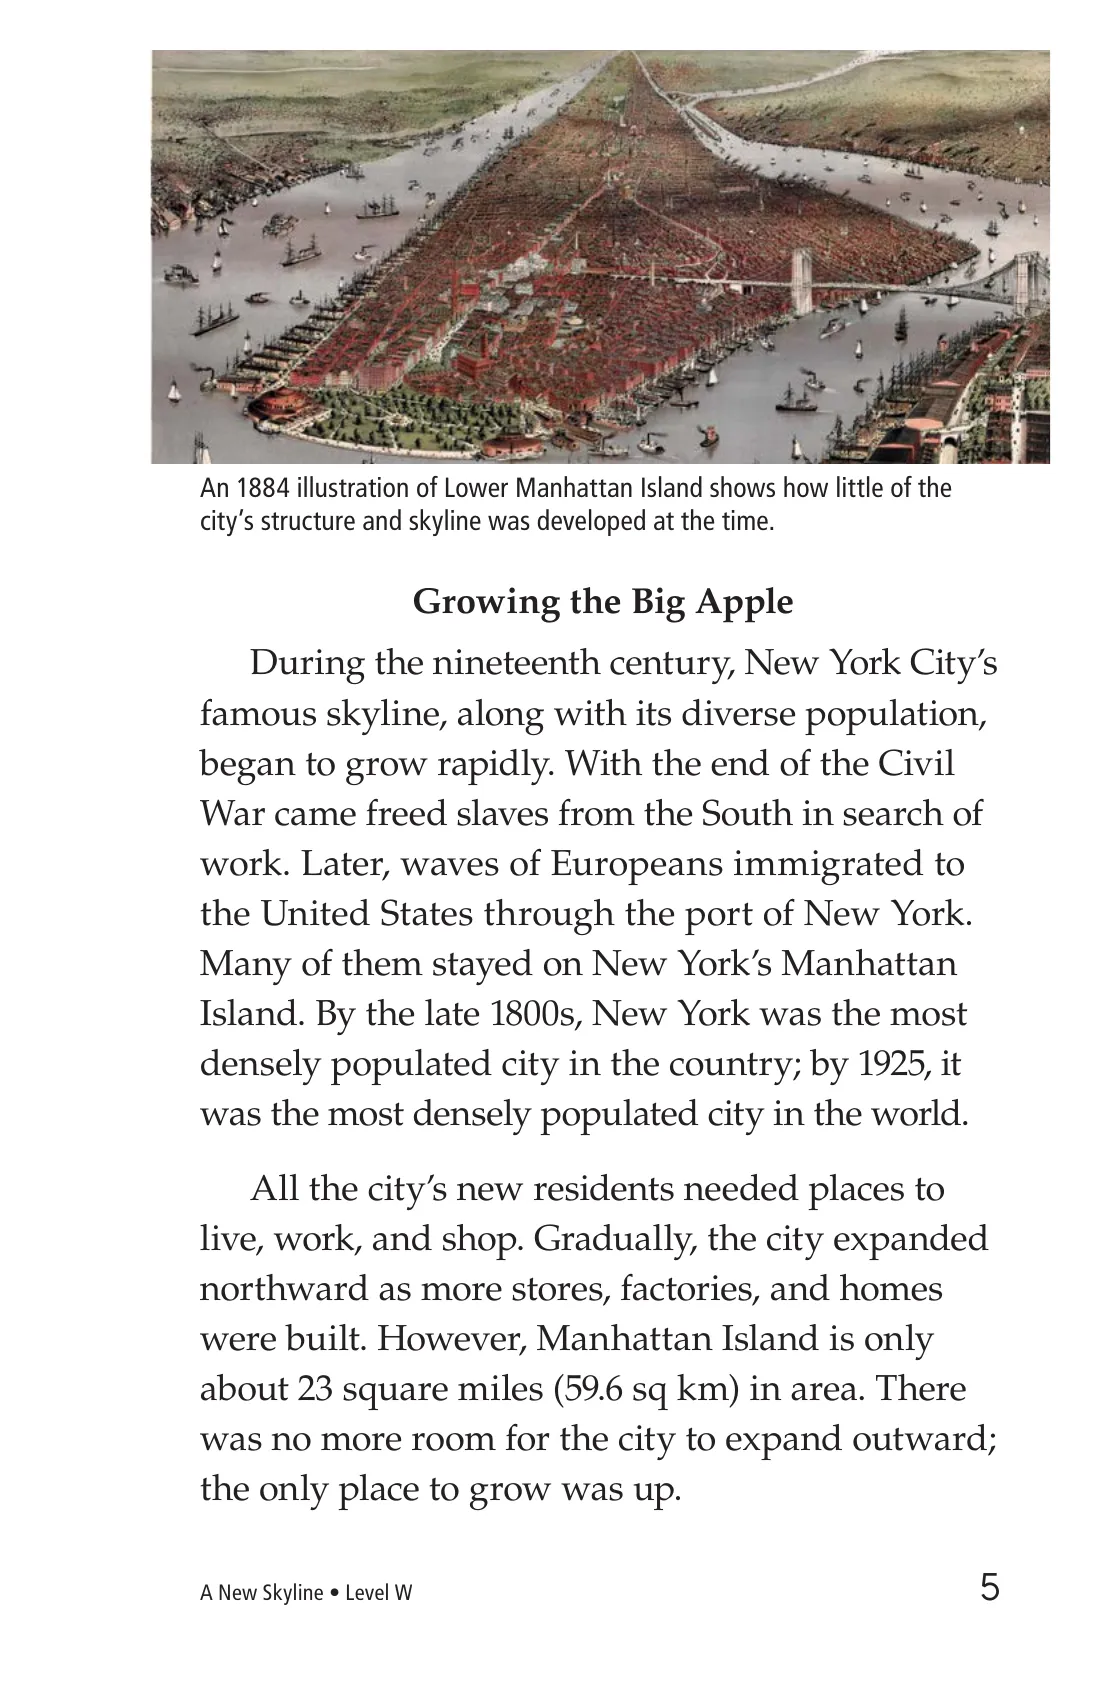 An 1884 illustration of Lower Manhattan Island shows how little of the
city’s structure and skyline was developed at the time.
Growing the Big Apple
During the nineteenth century, New York City’s
famous skyline, along with its diverse population,
began to grow rapidly. With the end of the Civil
War came freed slaves from the South in search of
work. Later, waves of Europeans immigrated to
the United States through the port of New York.
Many of them stayed on New York’s Manhattan
Island. By the late 1800s, New York was the most
densely populated city in the country; by 1925, it
was the most densely populated city in the world.
All the city’s new residents needed places to
live, work, and shop. Gradually, the city expanded
northward as more stores, factories, and homes
were built. However, Manhattan Island is only
about 23 square miles (59.6 sq km) in area. There
was no more room for the city to expand outward;
the only place to grow was up.
A New Skyline • Level W
5